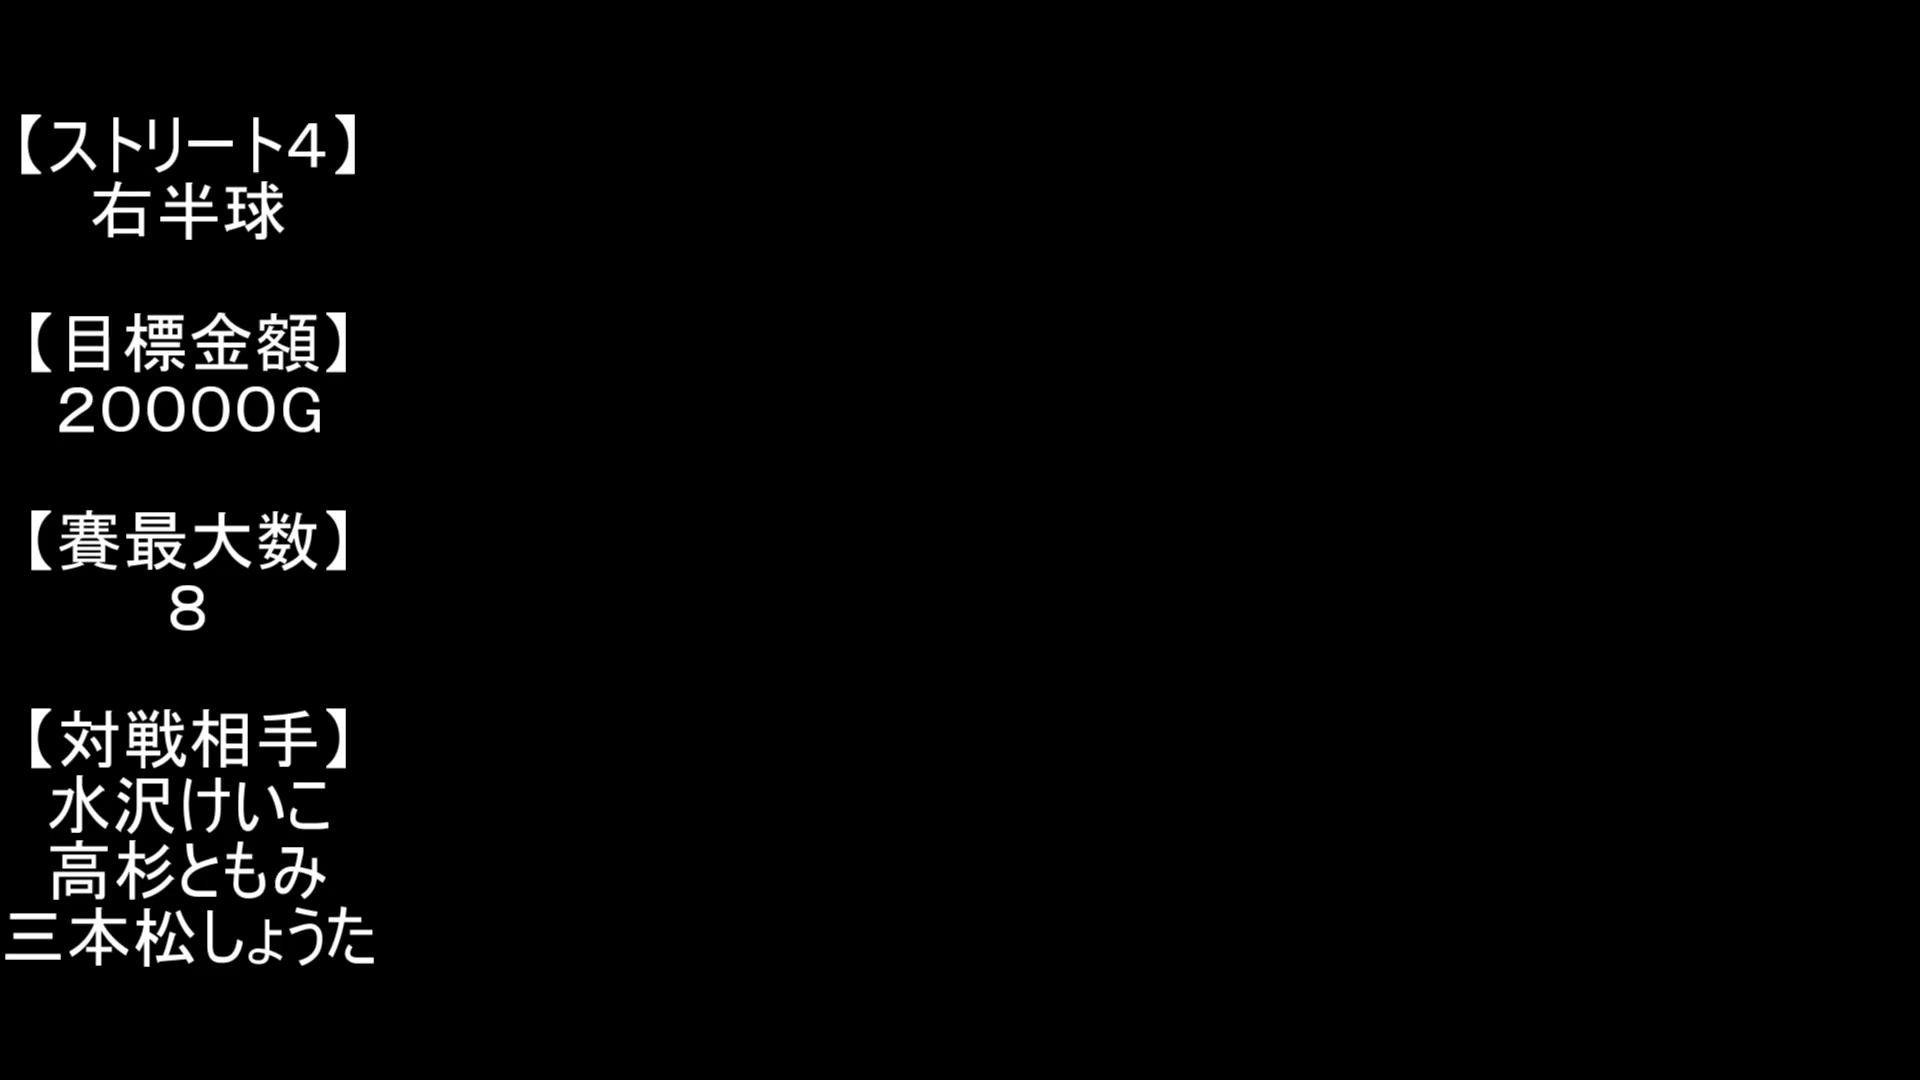 【ストリート４】
右半球
【目標金額】
２００００Ｇ
【賽最大数】
８
【対戦相手】
水沢けいこ
高杉ともみ
三本松しょうた